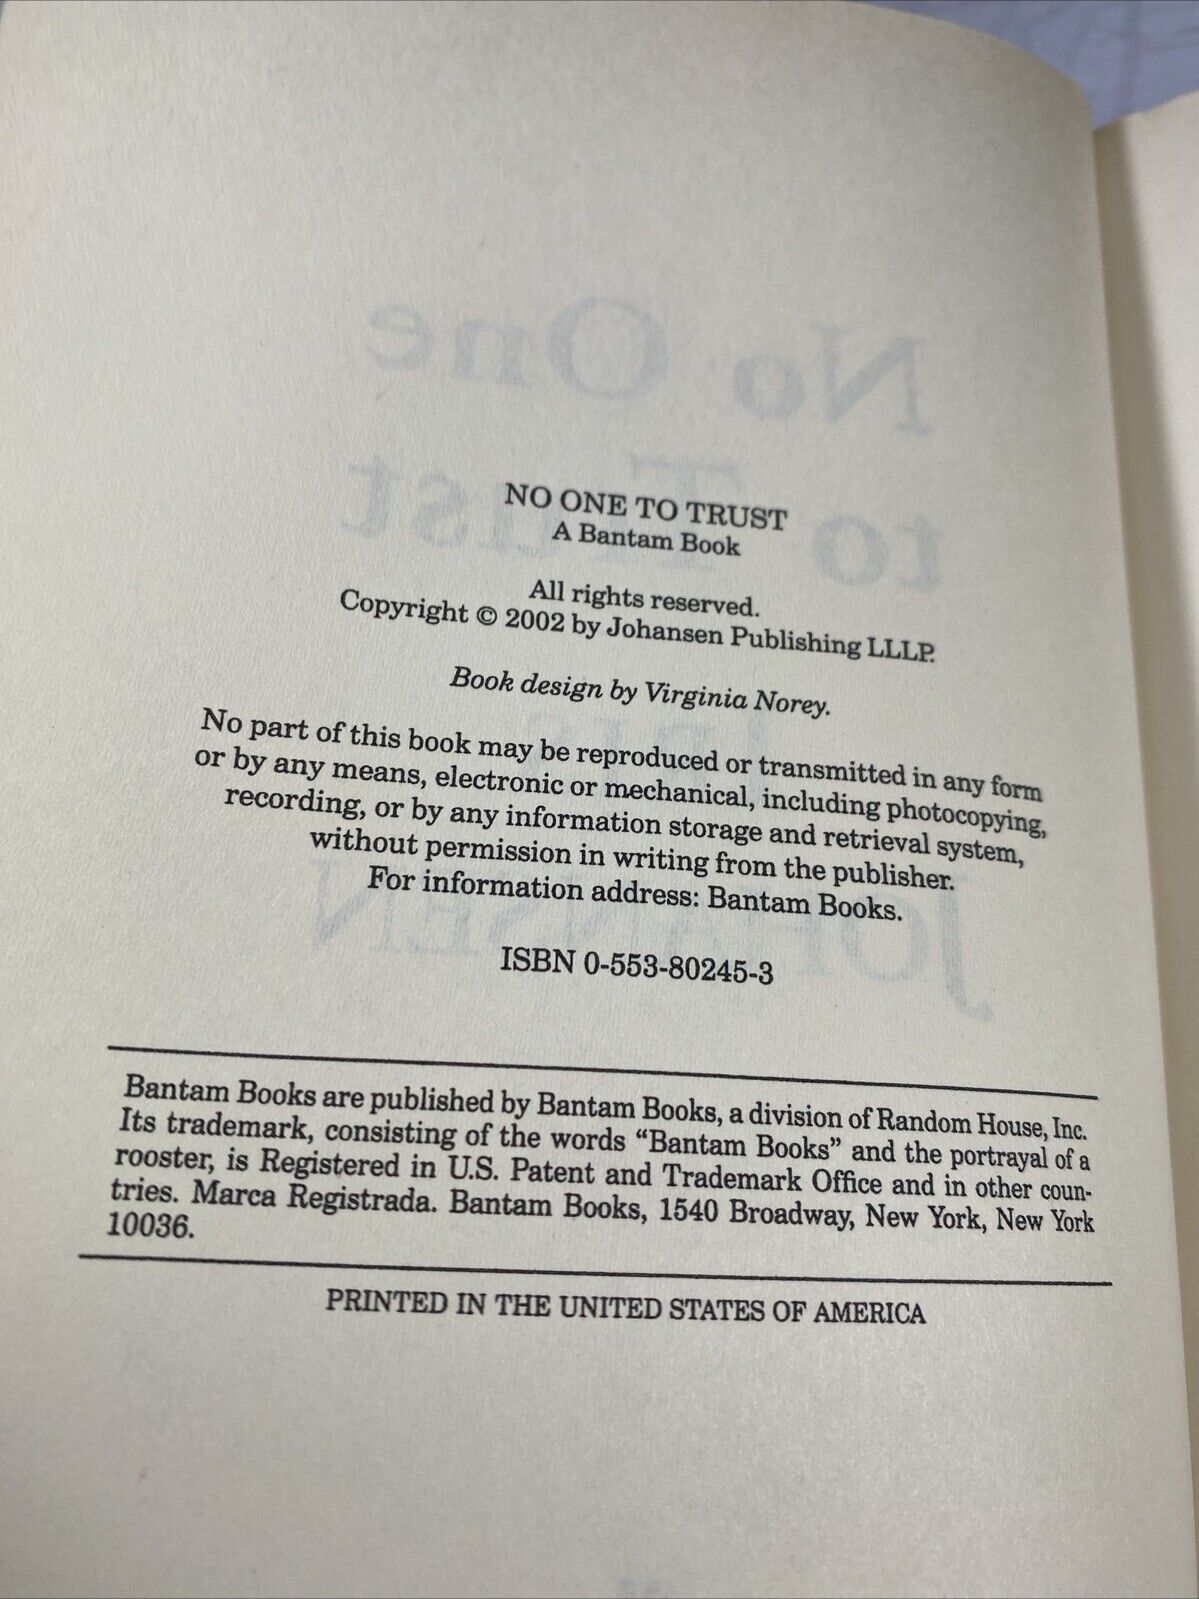 NO ONE TO TRUST
A Bantam Book
All rights reserved.
Copyright © 2002 by Johansen Publishing LLLP.
Book design by Virginia Norey.
No part of this book may be reproduced or transmitted in any form
or by any means, electronic or mechanical, including photocopying,
recording, or by any information storage and retrieval system,
without permission in writing from the publisher.
For information address: Bantam Books.
ISBN 0-553-80245-3
Bantam Books are published by Bantam Books, a division of Random House, Inc.
Its trademark, consisting of the words “Bantam Books” and the portrayal of a
rooster, is Registered in U.S. Patent and Trademark Office and in other coun-
tries. Marca Registrada. Bantam Books, 1540 Broadway, New York, New York
10036.
PRINTED IN THE UNITED STATES OF AMERICA